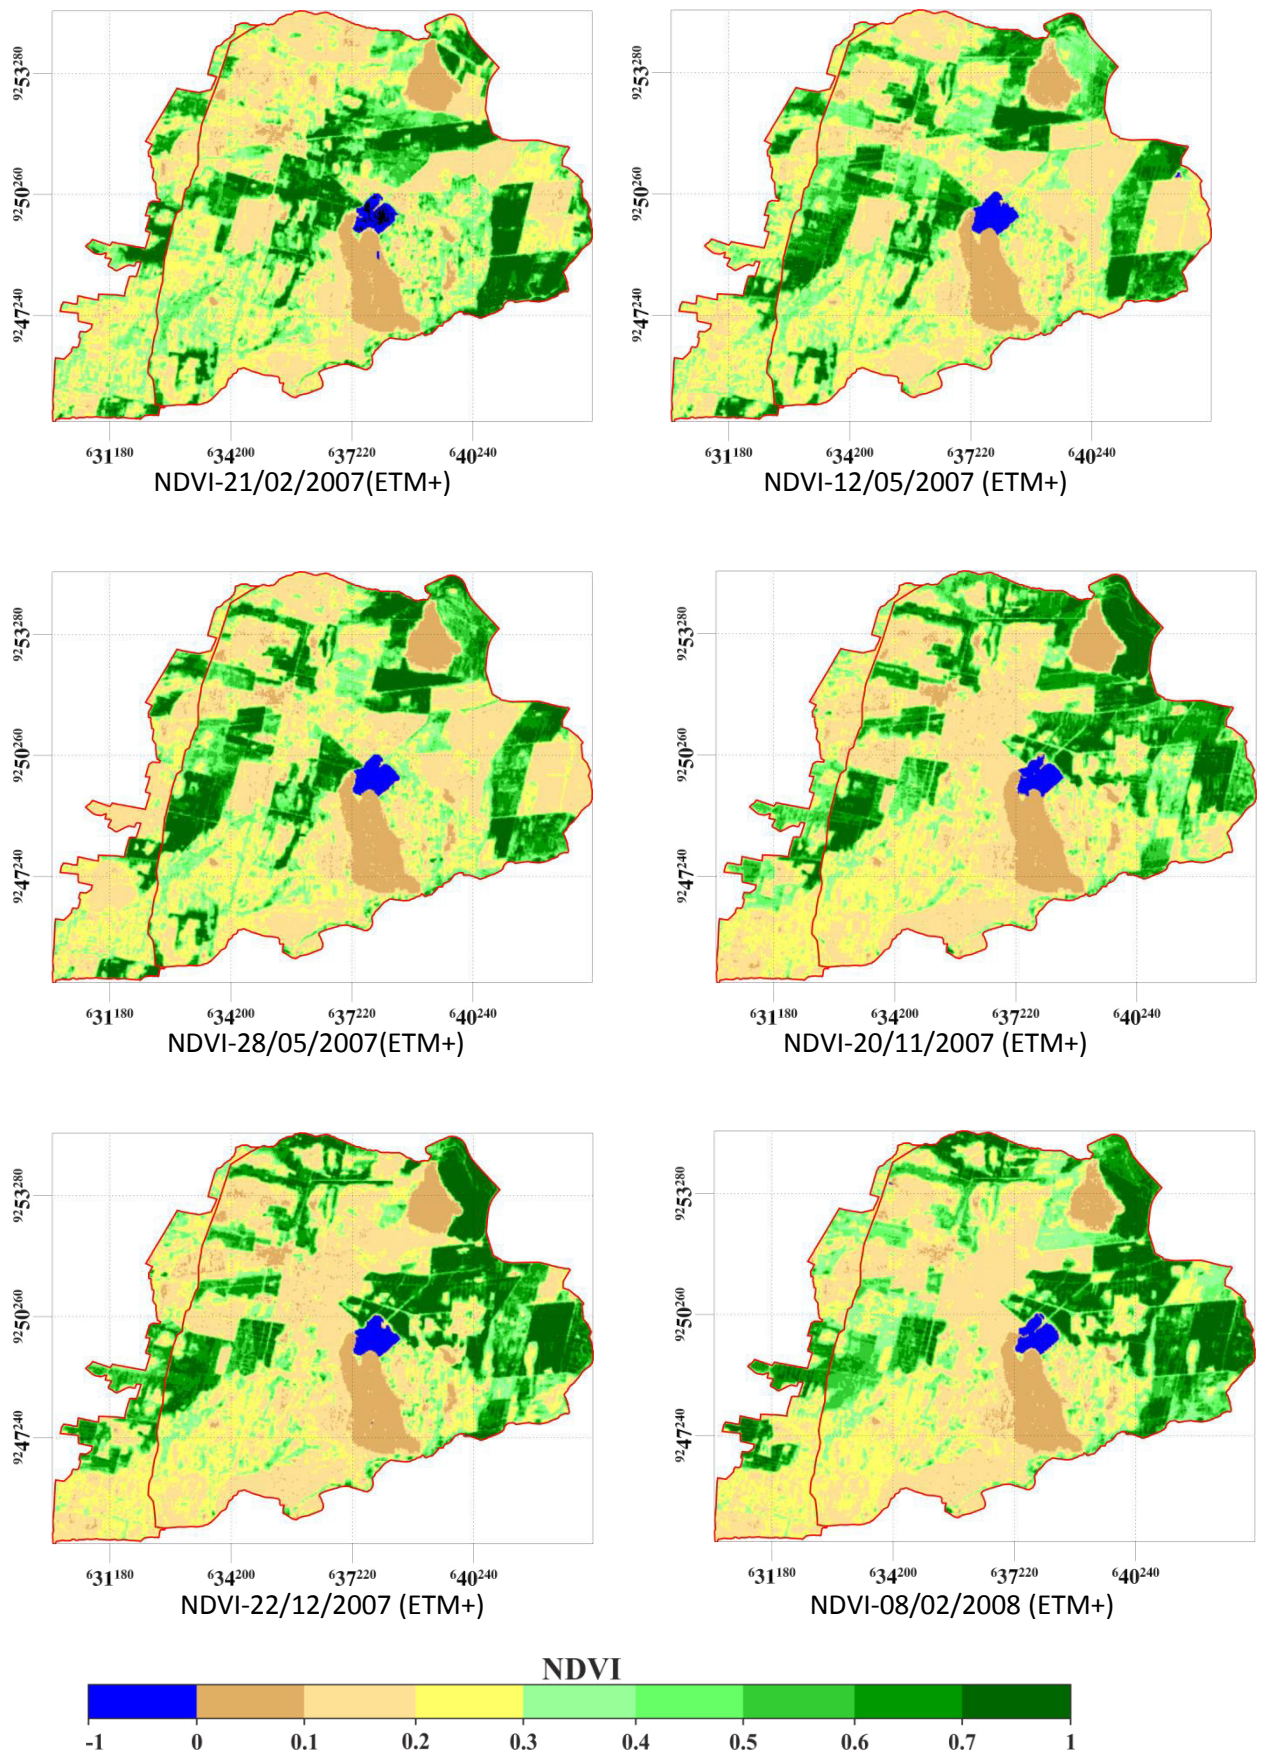 9253280
9250260
9247240
631180 634200 637220 640240
NDVI-21/02/2007(ETM+)
9253280
9250260
9247240
631180 634200 637220 640240
NDVI-12/05/2007 (ETM+)
9253280
9250260
9247240
631180 634200 637220 640240
NDVI-28/05/2007(ETM+)
9253280
9250260
9247240
631180 634200 637220 640240
NDVI-20/11/2007 (ETM+)
9253280
9250260
9247240
631180 634200 637220 640240
NDVI-22/12/2007 (ETM+)
9253280
9250260
9247240
631180 634200 637220 640240
NDVI-08/02/2008 (ETM+)
NDVI
-1 0 0.1 0.2 0.3 0.4 0.5 0.6 0.7 1